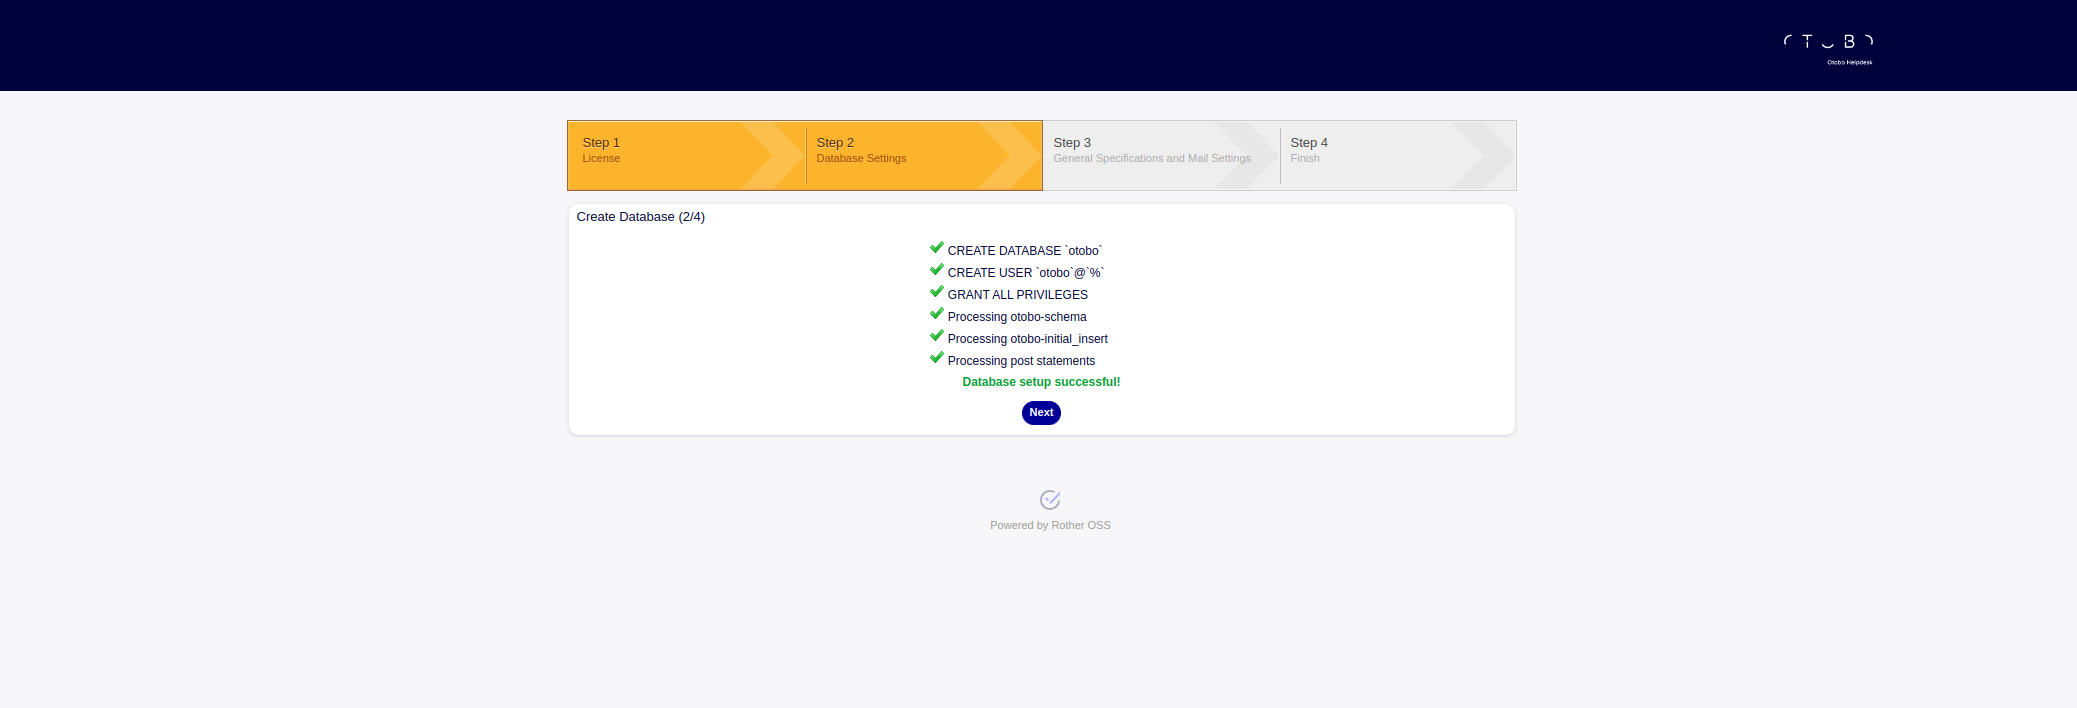 OTOBO
Otobo Helpdesk
Step 1
License
Step 2
Database Settings
Step 3
General Specifications and Mail Settings
Step 4
Finish
Create Database (2/4)
CREATE DATABASE `otobo`
CREATE USER `otobo`@`%`
GRANT ALL PRIVILEGES
Processing otobo-schema
Processing otobo-initial_insert
Processing post statements
Database setup successful!
Next
Powered by Rother OSS